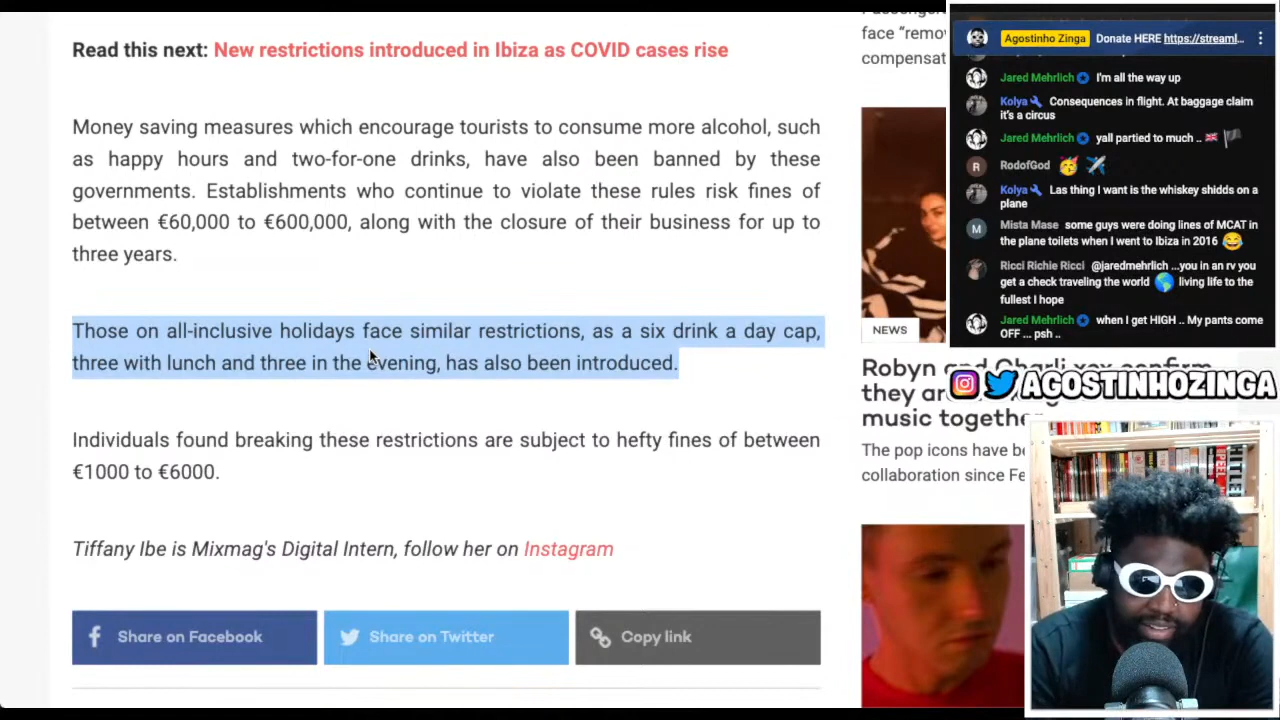 Read this next: New restrictions introduced in Ibiza as COVID cases rise
Money saving measures which encourage tourists to consume more alcohol, such
as happy hours and two-for-one drinks, have also been banned by these
governments. Establishments who continue to violate these rules risk fines of
between €60,000 to €600,000, along with the closure of their business for up to
three years.
Those on all-inclusive holidays face similar restrictions, as a six drink a day cap,
three with lunch and three in the evening, has also been introduced.
Individuals found breaking these restrictions are subject to hefty fines of between
€1000 to €6000.
Tiffany Ibe is Mixmag's Digital Intern, follow her on Instagram
Share on Facebook
Share on Twitter
Copy link
face “remov
compensat
NEWS
Robyn and Charli xcx confirm
they are
music together
The pop icons have be
collaboration since Fe
Agostinho Zinga Donate HERE https://streaml...
Jared Mehrlich I'm all the way up
Kolya Consequences in flight. At baggage claim
it's a circus
Jared Mehrlich yall partied to much ..
R RodofGod
Kolya Las thing I want is the whiskey shidds on a
plane
M Mista Mase some guys were doing lines of MCAT in
the plane toilets when I went to Ibiza in 2016
Ricci Richie Ricci @jaredmehrlich ...you in an rv you
get a check traveling the world living life to the
fullest I hope
Jared Mehrlich when I get HIGH .. My pants come
OFF ... psh ..
AGOSTINHOZINGA